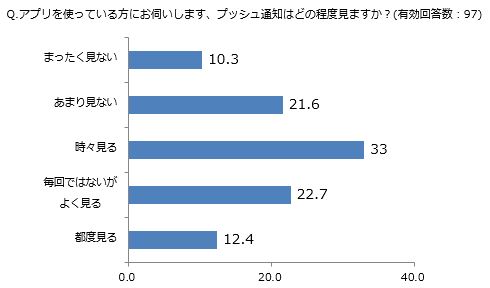 Q.アプリを使っている方にお伺いします、プッシュ通知はどの程度見ますか？(有効回答数：97)
まったく見ない
10.3
あまり見ない
21.6
時々見る
33
毎回ではないが
よく見る
22.7
都度見る
12.4
0.0 20.0 40.0